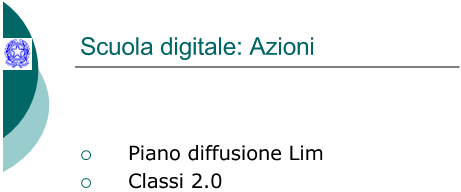 Scuola digitale: Azioni
Piano diffusione Lim
Classi 2.0